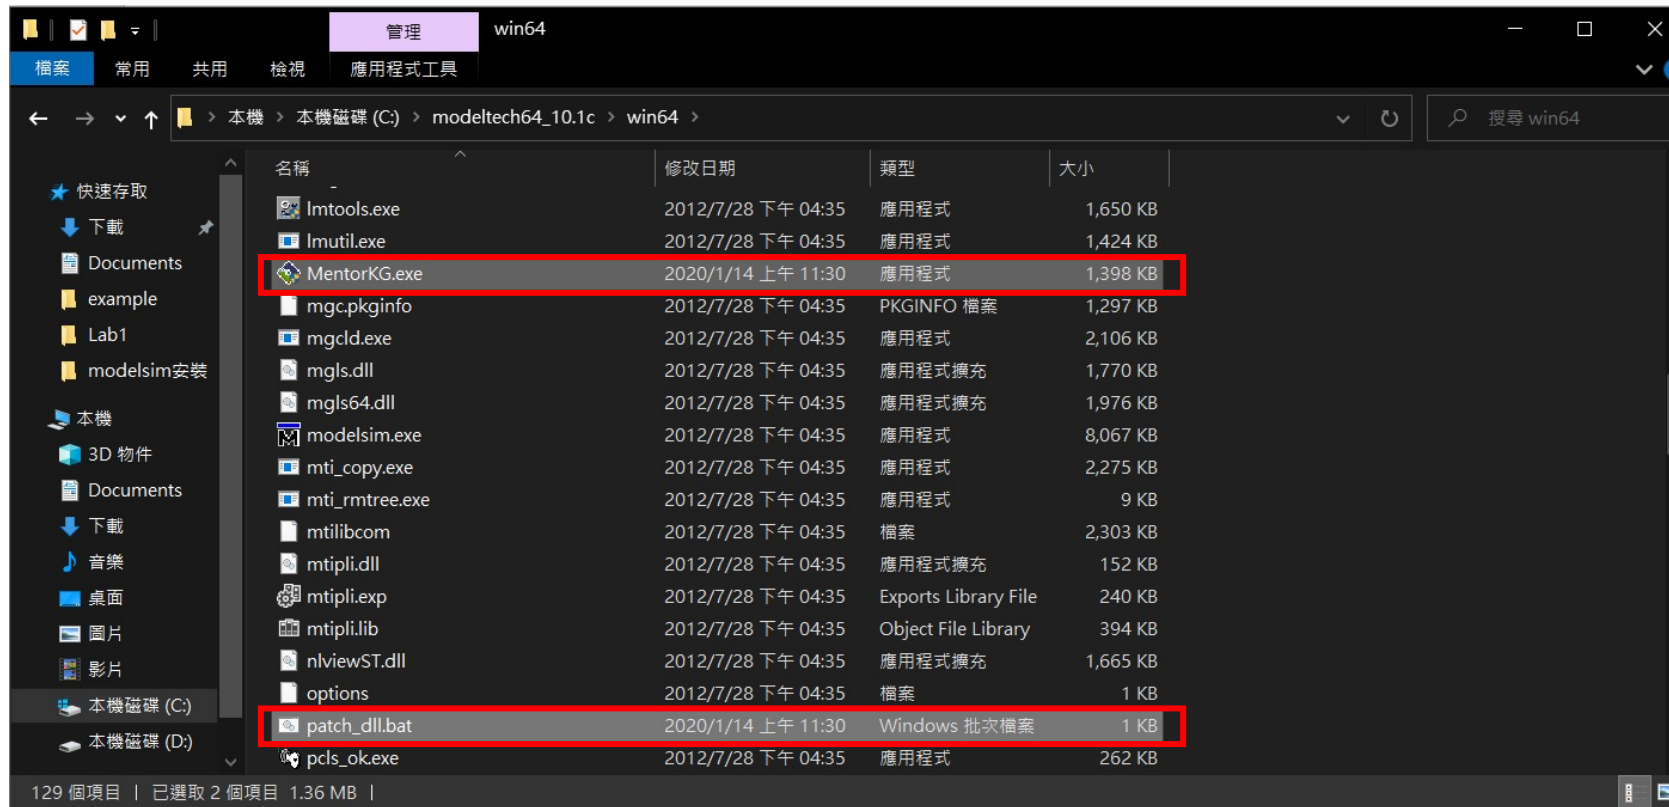 管理 win64
檔案 常用 共用 檢視 應用程式工具
本機 > 本機磁碟 (C:) > modeltech64_10.1c > win64 > 搜尋 win64
名稱 修改日期 類型 大小
快速存取
下載
Documents
example
Lab1
modelsim安裝
本機
3D 物件
Documents
下載
音樂
桌面
圖片
影片
本機磁碟 (C:)
本機磁碟 (D:)
lmtools.exe 2012/7/28 下午 04:35 應用程式 1,650 KB
lmutil.exe 2012/7/28 下午 04:35 應用程式 1,424 KB
MentorKG.exe 2020/1/14 上午 11:30 應用程式 1,398 KB
mgc.pkginfo 2012/7/28 下午 04:35 PKGINFO 檔案 1,297 KB
mgcld.exe 2012/7/28 下午 04:35 應用程式 2,106 KB
mgls.dll 2012/7/28 下午 04:35 應用程式擴充 1,770 KB
mgls64.dll 2012/7/28 下午 04:35 應用程式擴充 1,976 KB
modelsim.exe 2012/7/28 下午 04:35 應用程式 8,067 KB
mti_copy.exe 2012/7/28 下午 04:35 應用程式 2,275 KB
mti_rmtree.exe 2012/7/28 下午 04:35 應用程式 9 KB
mtilibcom 2012/7/28 下午 04:35 檔案 2,303 KB
mtipli.dll 2012/7/28 下午 04:35 應用程式擴充 152 KB
mtipli.exp 2012/7/28 下午 04:35 Exports Library File 240 KB
mtipli.lib 2012/7/28 下午 04:35 Object File Library 394 KB
nlviewST.dll 2012/7/28 下午 04:35 應用程式擴充 1,665 KB
options 2012/7/28 下午 04:35 檔案 1 KB
patch_dll.bat 2020/1/14 上午 11:30 Windows 批次檔案 1 KB
pcls_ok.exe 2012/7/28 下午 04:35 應用程式 262 KB
129 個項目 | 已選取 2 個項目 1.36 MB |